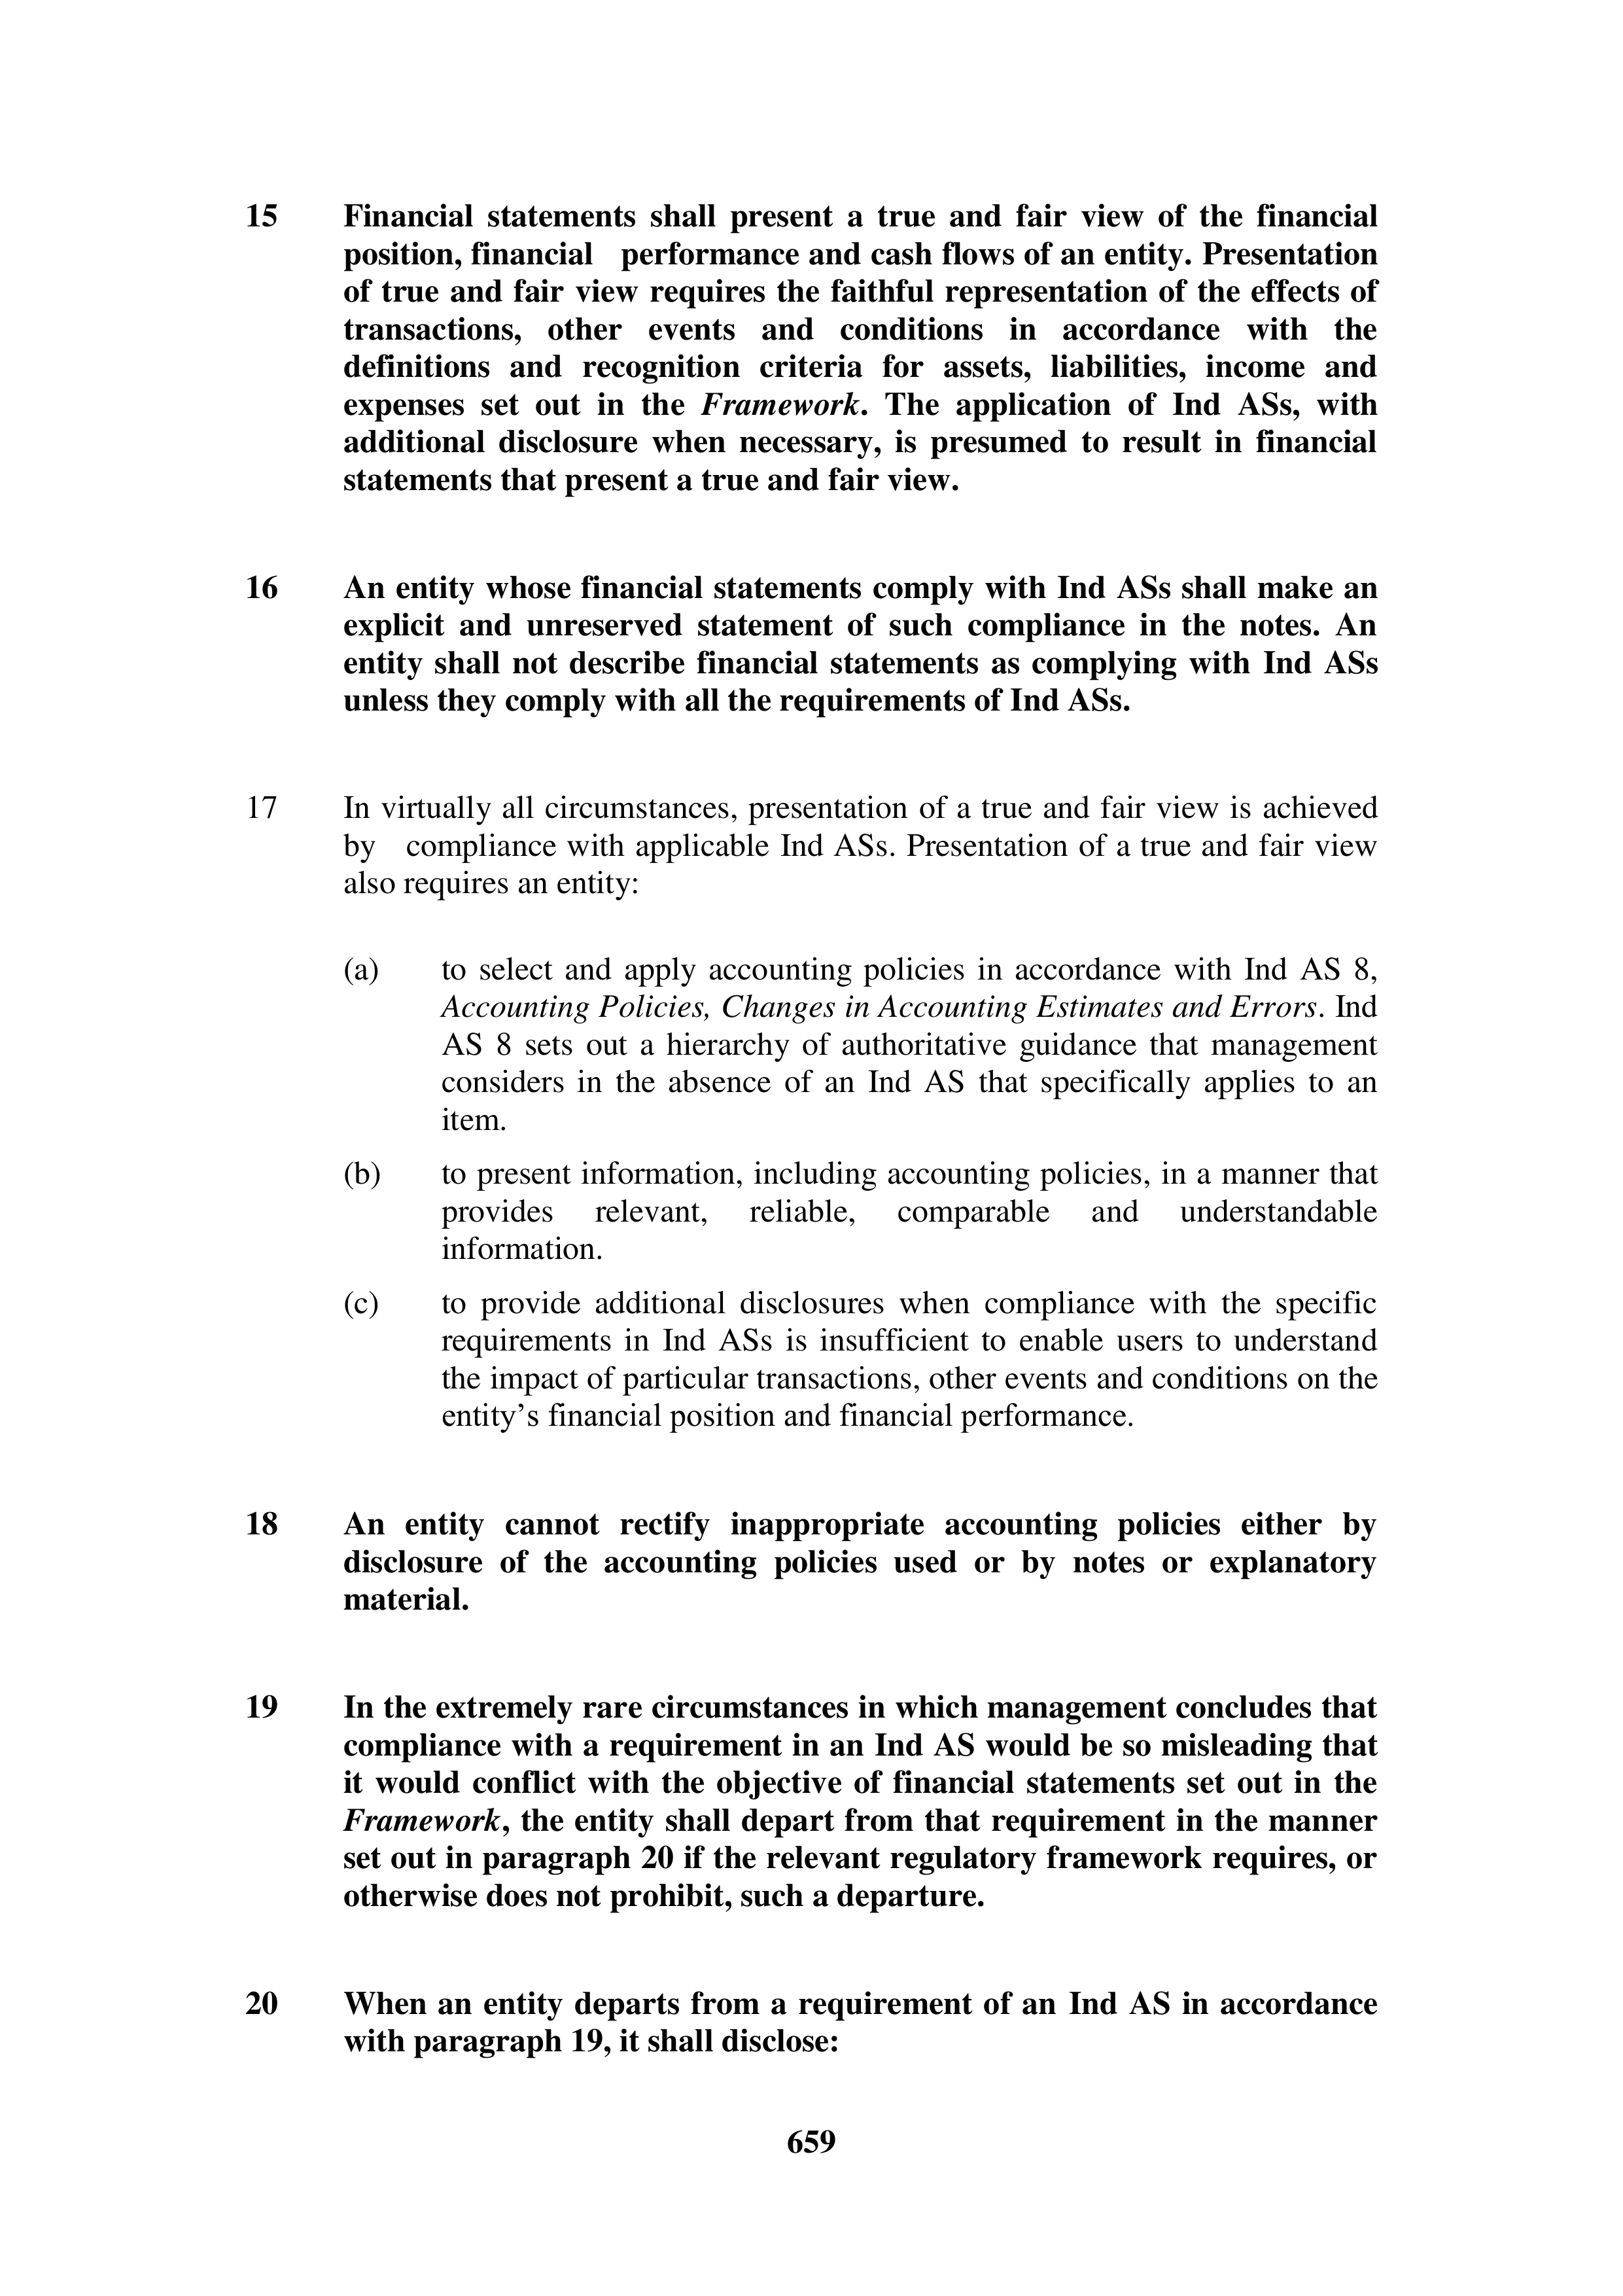 15 Financial statements shall present a true and fair view of the financial
position, financial performance and cash flows of an entity. Presentation
of true and fair view requires the faithful representation of the effects of
transactions, other events and conditions in accordance with the
definitions and recognition criteria for assets, liabilities, income and
expenses set out in the Framework. The application of Ind ASs, with
additional disclosure when necessary, is presumed to result in financial
statements that present a true and fair view.
16 An entity whose financial statements comply with Ind ASs shall make an
explicit and unreserved statement of such compliance in the notes. An
entity shall not describe financial statements as complying with Ind ASs
unless they comply with all the requirements of Ind ASs.
17 In virtually all circumstances, presentation of a true and fair view is achieved
by compliance with applicable Ind ASs. Presentation of a true and fair view
also requires an entity:
(a) to select and apply accounting policies in accordance with Ind AS 8,
Accounting Policies, Changes in Accounting Estimates and Errors. Ind
AS 8 sets out a hierarchy of authoritative guidance that management
considers in the absence of an Ind AS that specifically applies to an
item.
(b) to present information, including accounting policies, in a manner that
provides relevant, reliable, comparable and understandable
information.
(c) to provide additional disclosures when compliance with the specific
requirements in Ind ASs is insufficient to enable users to understand
the impact of particular transactions, other events and conditions on the
entity’s financial position and financial performance.
18 An entity cannot rectify inappropriate accounting policies either by
disclosure of the accounting policies used or by notes or explanatory
material.
19 In the extremely rare circumstances in which management concludes that
compliance with a requirement in an Ind AS would be so misleading that
it would conflict with the objective of financial statements set out in the
Framework, the entity shall depart from that requirement in the manner
set out in paragraph 20 if the relevant regulatory framework requires, or
otherwise does not prohibit, such a departure.
20 When an entity departs from a requirement of an Ind AS in accordance
with paragraph 19, it shall disclose:
659